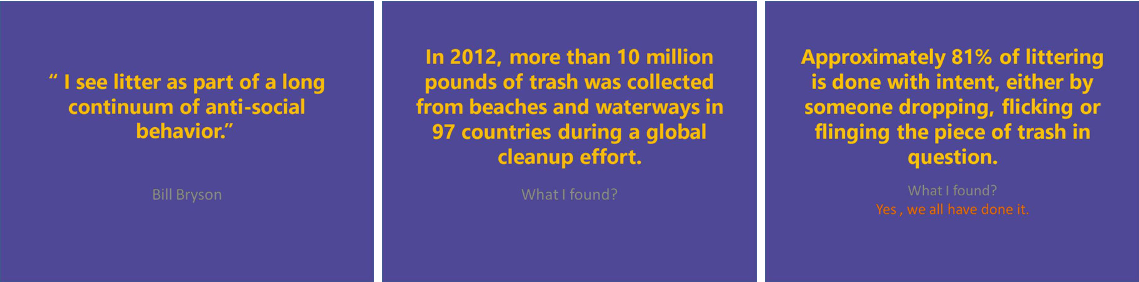 “ I see litter as part of a long
continuum of anti-social
behavior.”
Bill Bryson
In 2012, more than 10 million
pounds of trash was collected
from beaches and waterways in
97 countries during a global
cleanup effort.
What I found?
Approximately 81% of littering
is done with intent, either by
someone dropping, flicking or
flinging the piece of trash in
question.
What I found?
Yes , we all have done it.